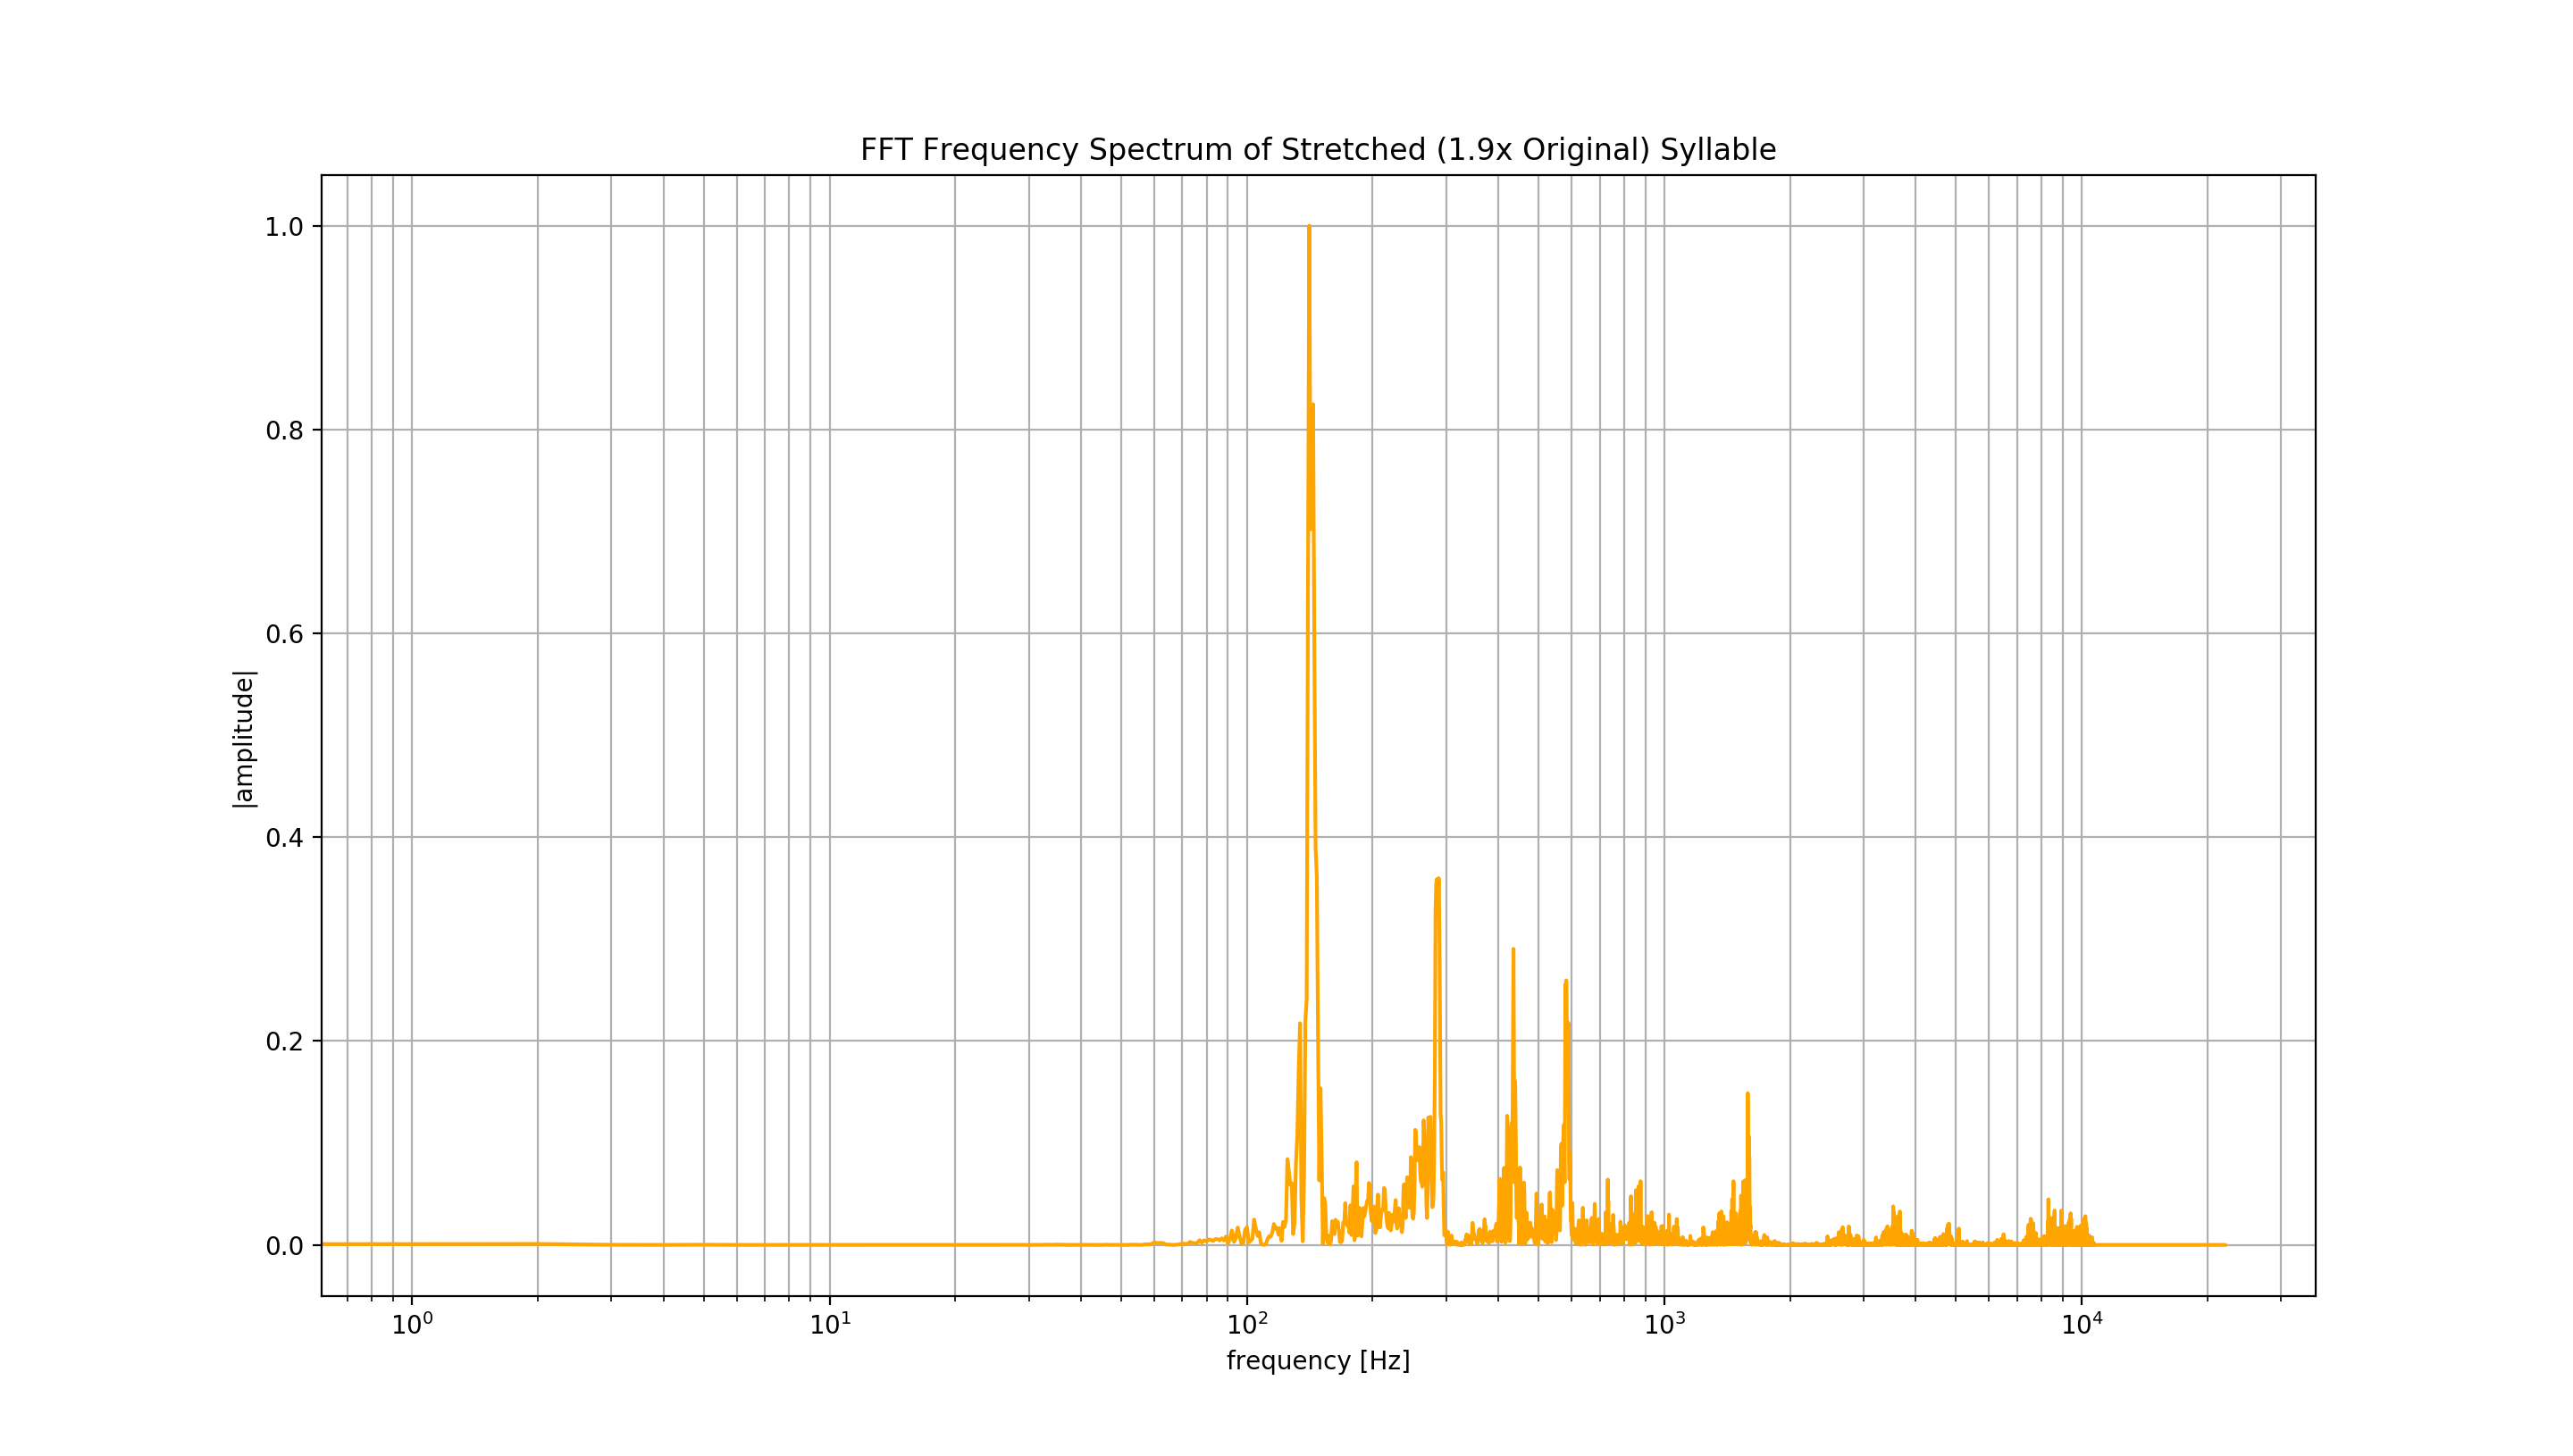 FFT Frequency Spectrum of Stretched (1.9x Original) Syllable
1.0
0.8
0.6
0.4
0.2
0.0
|amplitude|
10⁰ 10¹ 10² 10³ 10⁴
frequency [Hz]